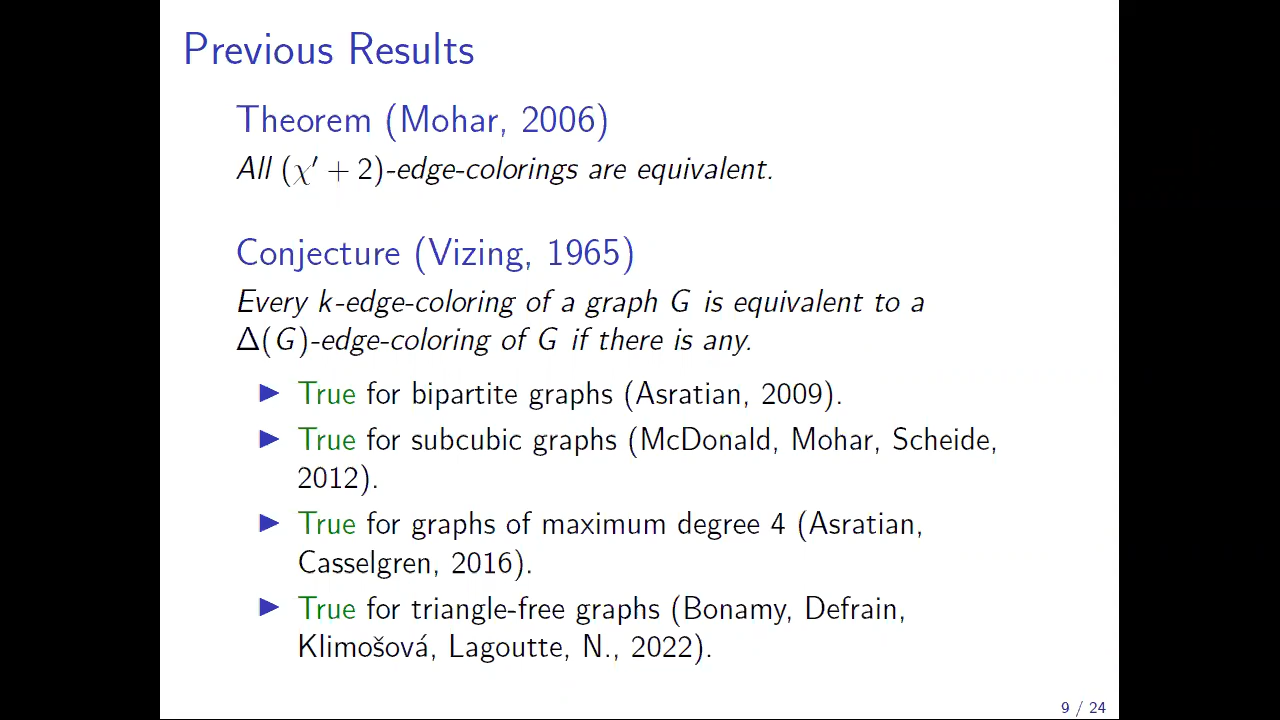 Previous Results
Theorem (Mohar, 2006)
All (χ′ + 2)-edge-colorings are equivalent.
Conjecture (Vizing, 1965)
Every k-edge-coloring of a graph G is equivalent to a
Δ(G)-edge-coloring of G if there is any.
▶ True for bipartite graphs (Asratian, 2009).
▶ True for subcubic graphs (McDonald, Mohar, Scheide,
2012).
▶ True for graphs of maximum degree 4 (Asratian,
Casselgren, 2016).
▶ True for triangle-free graphs (Bonamy, Defrain,
Klimošová, Lagoutte, N., 2022).
9 / 24